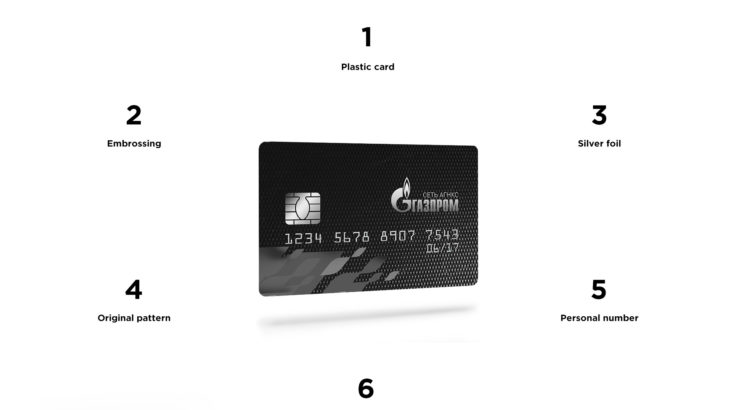 1
Plastic card
2
Embrossing
3
Silver foil
СЕТЬ АГНКС
ГАЗПРОМ
1234 5678 8907 7543
06/17
4
Original pattern
5
Personal number
6